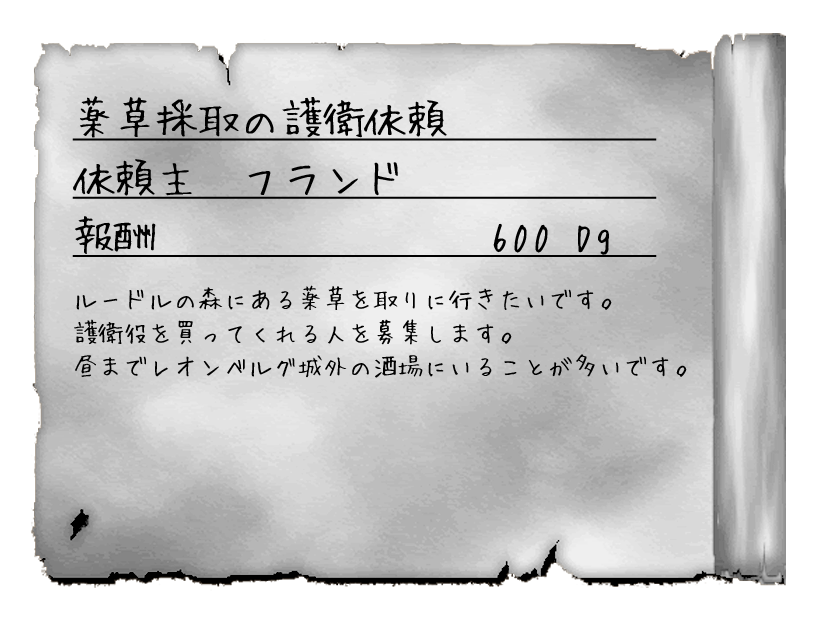 薬草採取の護衛依頼
依頼主 フランド
報酬 600 Dg
ルードルの森にある薬草を取りに行きたいです。
護衛役を買ってくれる人を募集します。
昼までレオンベルグ城外の酒場にいることが多いです。